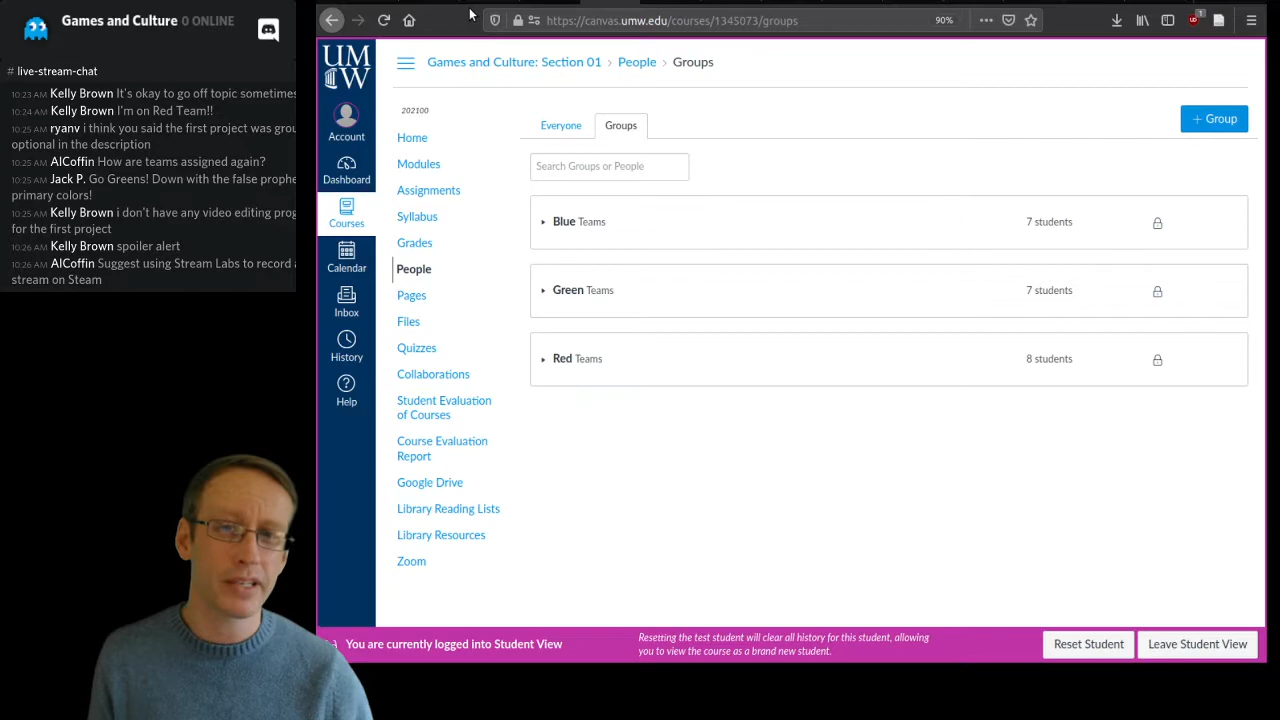 Games and Culture 0 ONLINE
# live-stream-chat
10:23 AM Kelly Brown It's okay to go off topic sometimes
10:24 AM Kelly Brown I'm on Red Team!!
10:25 AM ryanv i think you said the first project was
optional in the description
10:25 AM AlCoffin How are teams assigned again?
10:25 AM Jack P. Go Greens! Down with the false
primary colors!
10:25 AM Kelly Brown i don't have any video editing
for the first project
10:26 AM Kelly Brown spoiler alert
10:26 AM AlCoffin Suggest using Stream Labs to record
stream on Steam
https://canvas.umw.edu/courses/1345073/groups
90%
1
UMW
Account
Dashboard
Courses
Calendar
Inbox
History
Help
Games and Culture: Section 01 › People › Groups
202100
Home
Modules
Assignments
Syllabus
Grades
People
Pages
Files
Quizzes
Collaborations
Student Evaluation
of Courses
Course Evaluation
Report
Google Drive
Library Reading Lists
Library Resources
Zoom
Everyone
Groups
+ Group
Search Groups or People
Blue Teams 7 students
Green Teams 7 students
Red Teams 8 students
You are currently logged into Student View
Resetting the test student will clear all history for this student, allowing
you to view the course as a brand new student.
Reset Student
Leave Student View